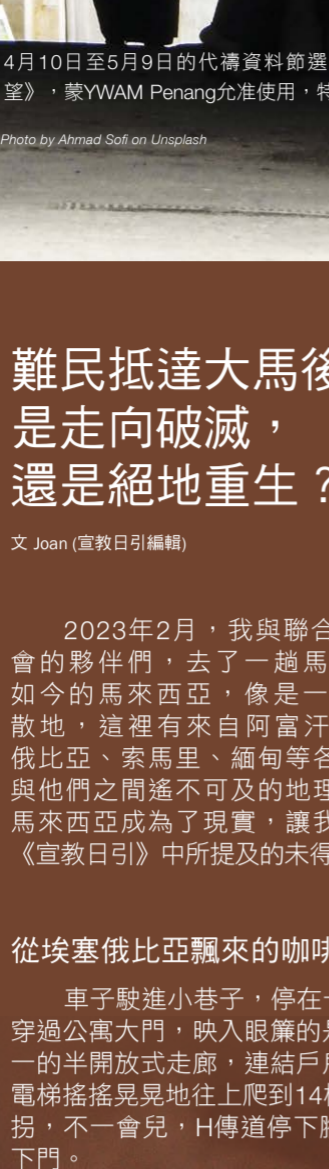 4月10日至5月9日的代禱資料節選
望》，蒙YWAM Penang允准使用，特
Photo by Ahmad Sofi on Unsplash
難民抵達大馬後
是走向破滅，
還是絕地重生？
文 Joan (宣教日引編輯)
2023年2月，我與聯合
會的夥伴們，去了一趟馬
如今的馬來西亞，像是一
散地，這裡有來自阿富汗
俄比亞、索馬里、緬甸等各
與他們之間遙不可及的地理
馬來西亞成為了現實，讓我
《宣教日引》中所提及的未得
從埃塞俄比亞飄來的咖啡
車子駛進小巷子，停在一
穿過公寓大門，映入眼簾的是
一的半開放式走廊，連結戶戶
電梯搖搖晃晃地往上爬到14樓
拐，不一會兒，H傳道停下腳
下門。